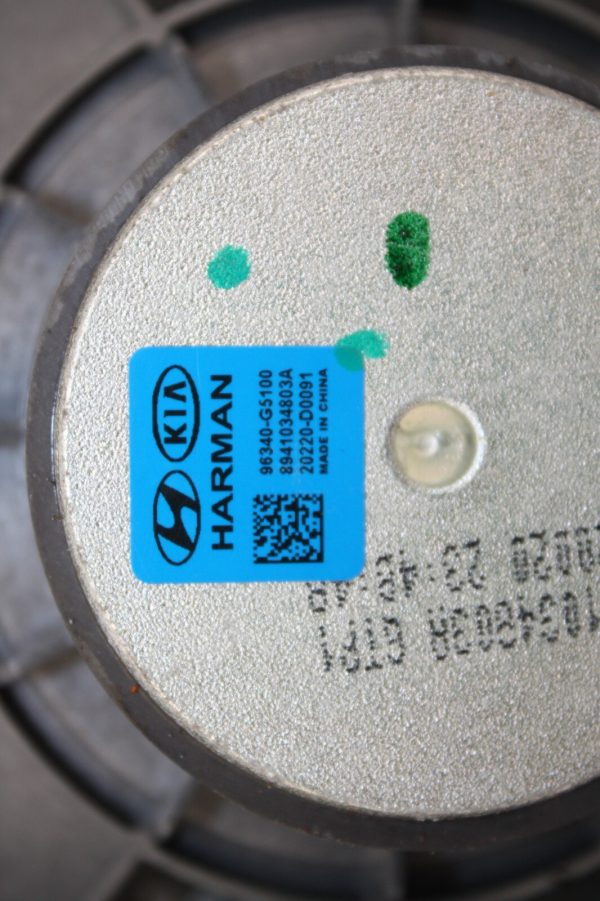 KIA
HARMAN
96340-G5100
8941034803A
20220-D0091
MADE IN CHINA